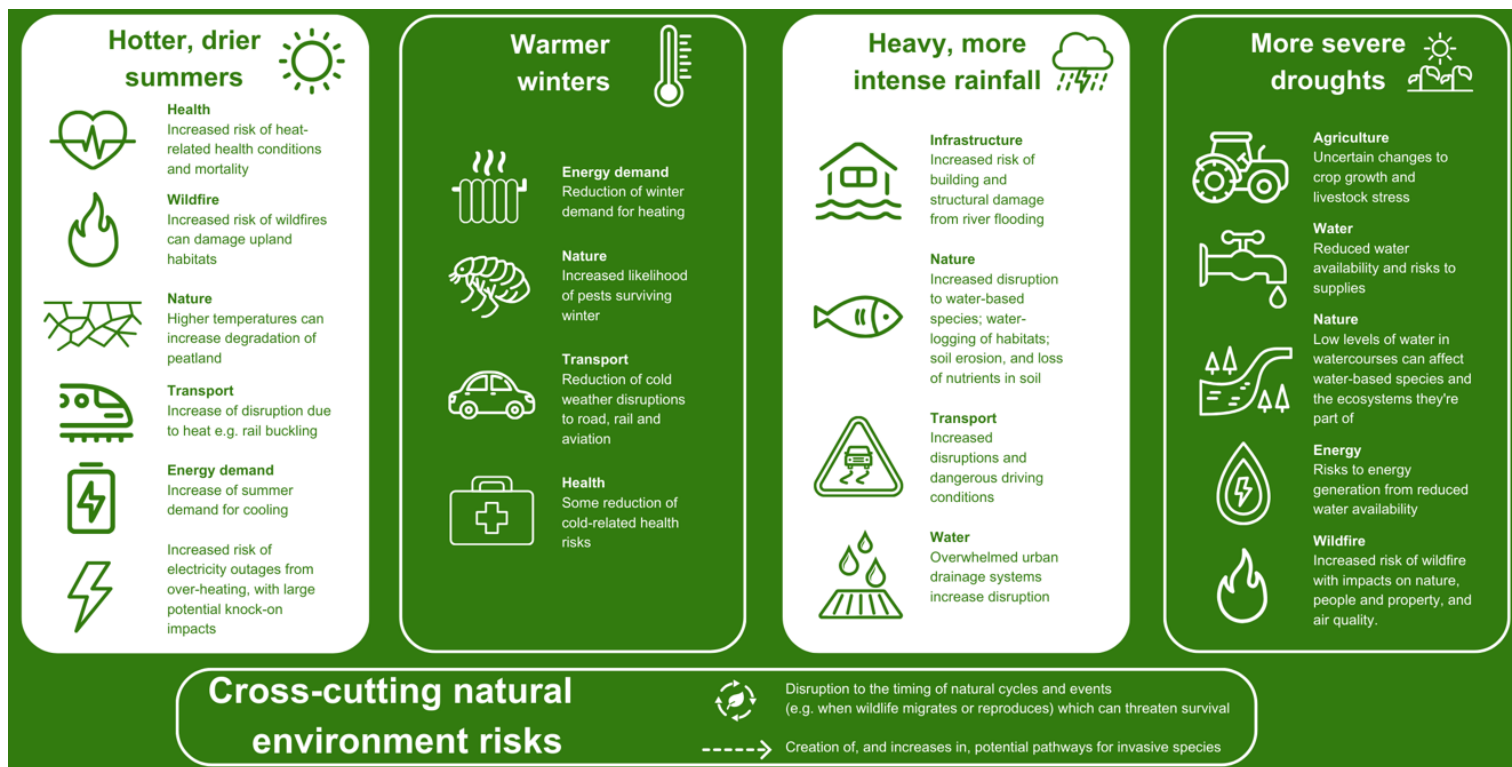 Hotter, drier
summers
Health
Increased risk of heat-
related health conditions
and mortality
Wildfire
Increased risk of wildfires
can damage upland
habitats
Nature
Higher temperatures can
increase degradation of
peatland
Transport
Increase of disruption due
to heat e.g. rail buckling
Energy demand
Increase of summer
demand for cooling
Increased risk of
electricity outages from
over-heating, with large
potential knock-on
impacts
Warmer
winters
Energy demand
Reduction of winter
demand for heating
Nature
Increased likelihood
of pests surviving
winter
Transport
Reduction of cold
weather disruptions
to road, rail and
aviation
Health
Some reduction of
cold-related health
risks
Heavy, more
intense rainfall
Infrastructure
Increased risk of
building and
structural damage
from river flooding
Nature
Increased disruption
to water-based
species; water-
logging of habitats;
soil erosion, and loss
of nutrients in soil
Transport
Increased
disruptions and
dangerous driving
conditions
Water
Overwhelmed urban
drainage systems
increase disruption
More severe
droughts
Agriculture
Uncertain changes to
crop growth and
livestock stress
Water
Reduced water
availability and risks to
supplies
Nature
Low levels of water in
watercourses can affect
water-based species and
the ecosystems they're
part of
Energy
Risks to energy
generation from reduced
water availability
Wildfire
Increased risk of wildfire
with impacts on nature,
people and property, and
air quality.
Cross-cutting natural
environment risks
Disruption to the timing of natural cycles and events
(e.g. when wildlife migrates or reproduces) which can threaten survival
Creation of, and increases in, potential pathways for invasive species